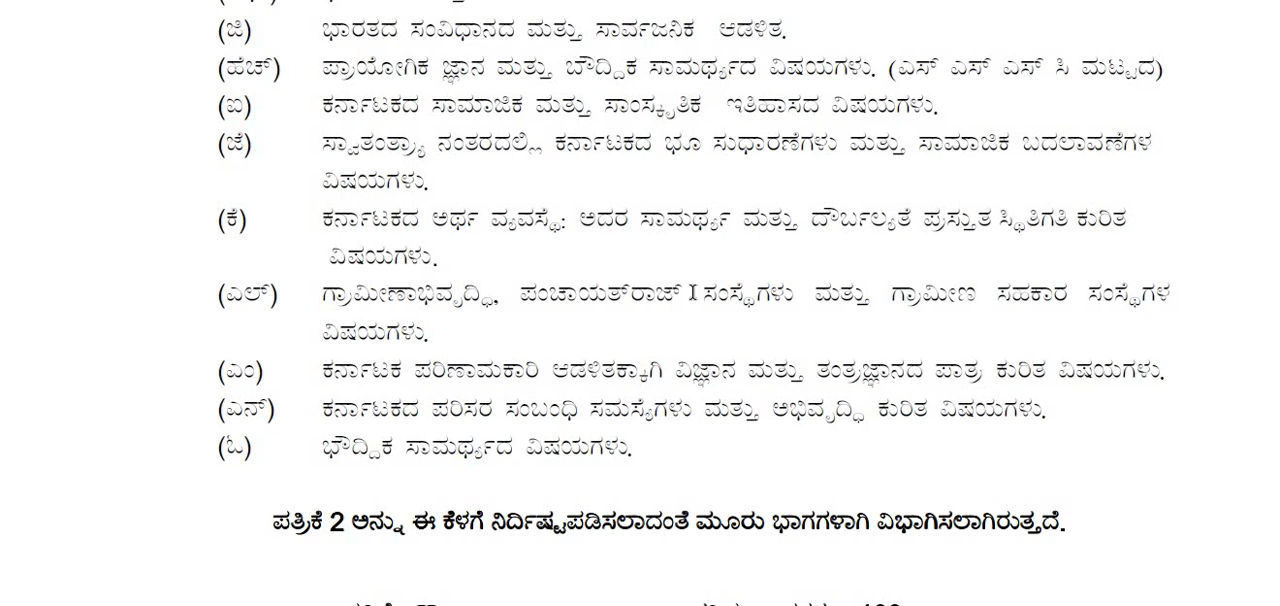 (ಜಿ) ಭಾರತದ ಸಂವಿಧಾನದ ಮತ್ತು ಸಾರ್ವಜನಿಕ ಆಡಳಿತ.
(ಹೆಚ್) ಪ್ರಾಯೋಗಿಕ ಜ್ಞಾನ ಮತ್ತು ಬೌದ್ದಿಕ ಸಾಮರ್ಥ್ಯದ ವಿಷಯಗಳು. (ಎಸ್ ಎಸ್ ಎಸ್ ಸಿ ಮಟ್ಟದ)
(ಐ) ಕರ್ನಾಟಕದ ಸಾಮಾಜಿಕ ಮತ್ತು ಸಾಂಸ್ಕೃತಿಕ ಇತಿಹಾಸದ ವಿಷಯಗಳು.
(ಜೆ) ಸ್ವಾತಂತ್ರ್ಯಾ ನಂತರದಲ್ಲಿ ಕರ್ನಾಟಕದ ಭೂ ಸುಧಾರಣೆಗಳು ಮತ್ತು ಸಾಮಾಜಿಕ ಬದಲಾವಣೆಗಳ
ವಿಷಯಗಳು.
(ಕೆ) ಕರ್ನಾಟಕದ ಅರ್ಥ ವ್ಯವಸ್ಥೆ: ಅದರ ಸಾಮರ್ಥ್ಯ ಮತ್ತು ದೌರ್ಬಲ್ಯತೆ ಪ್ರಸ್ತುತ ಸ್ಥಿತಿಗತಿ ಕುರಿತ
ವಿಷಯಗಳು.
(ಎಲ್) ಗ್ರಾಮೀಣಾಭಿವೃದ್ಧಿ, ಪಂಚಾಯತ್‌ರಾಜ್ ಸಂಸ್ಥೆಗಳು ಮತ್ತು ಗ್ರಾಮೀಣ ಸಹಕಾರ ಸಂಸ್ಥೆಗಳ
ವಿಷಯಗಳು.
(ಎಂ) ಕರ್ನಾಟಕ ಪರಿಣಾಮಕಾರಿ ಆಡಳಿತಕ್ಕಾಗಿ ವಿಜ್ಞಾನ ಮತ್ತು ತಂತ್ರಜ್ಞಾನದ ಪಾತ್ರ ಕುರಿತ ವಿಷಯಗಳು.
(ಎನ್) ಕರ್ನಾಟಕದ ಪರಿಸರ ಸಂಬಂಧಿ ಸಮಸ್ಯೆಗಳು ಮತ್ತು ಅಭಿವೃದ್ಧಿ ಕುರಿತ ವಿಷಯಗಳು.
(ಓ) ಭೌದ್ದಿಕ ಸಾಮರ್ಥ್ಯದ ವಿಷಯಗಳು.
ಪತ್ರಿಕೆ 2 ಅನ್ನು ಈ ಕೆಳಗೆ ನಿರ್ದಿಷ್ಟಪಡಿಸಲಾದಂತೆ ಮೂರು ಭಾಗಗಳಾಗಿ ವಿಭಾಗಿಸಲಾಗಿರುತ್ತದೆ.